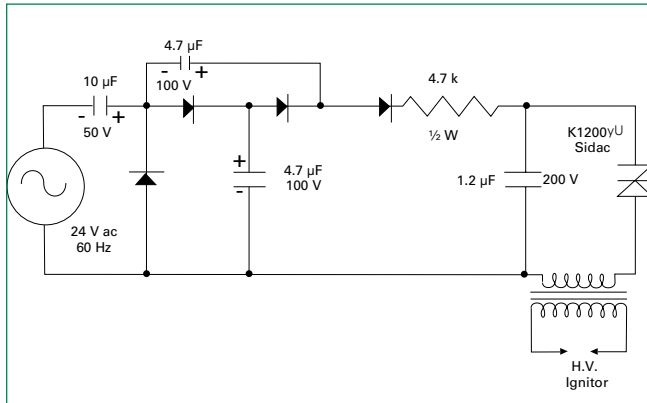 4.7 µF
- +
100 V
10 µF
- +
50 V
4.7 k
½ W
K1200yU
Sidac
+
-
4.7 µF
100 V
1.2 µF
200 V
24 V ac
60 Hz
H.V.
Ignitor